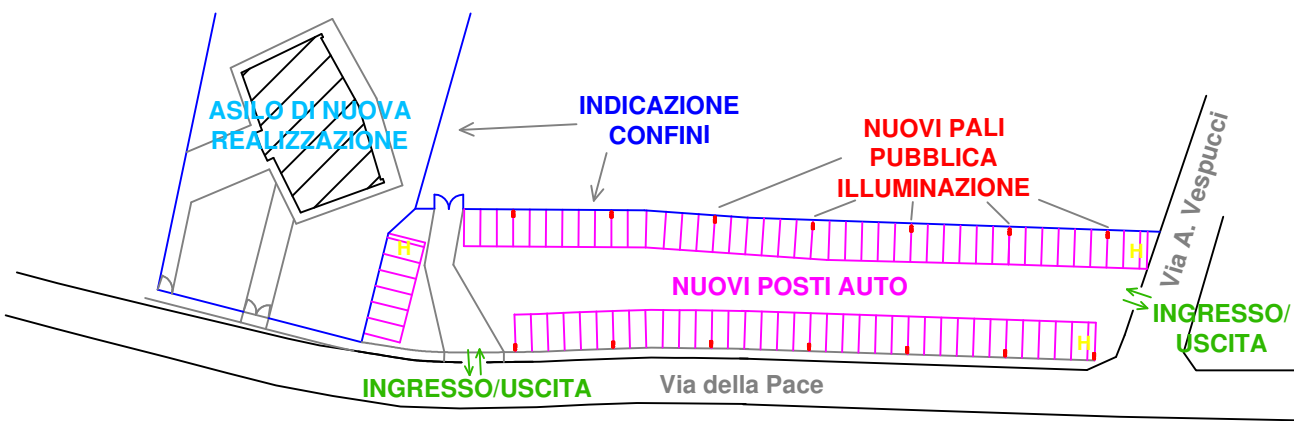 ASILO DI NUOVA
REALIZZAZIONE
INDICAZIONE
CONFINI
NUOVI PALI
PUBBLICA
ILLUMINAZIONE
Via A. Vespucci
H
H
NUOVI POSTI AUTO
INGRESSO/
USCITA
H
INGRESSO/USCITA
Via della Pace